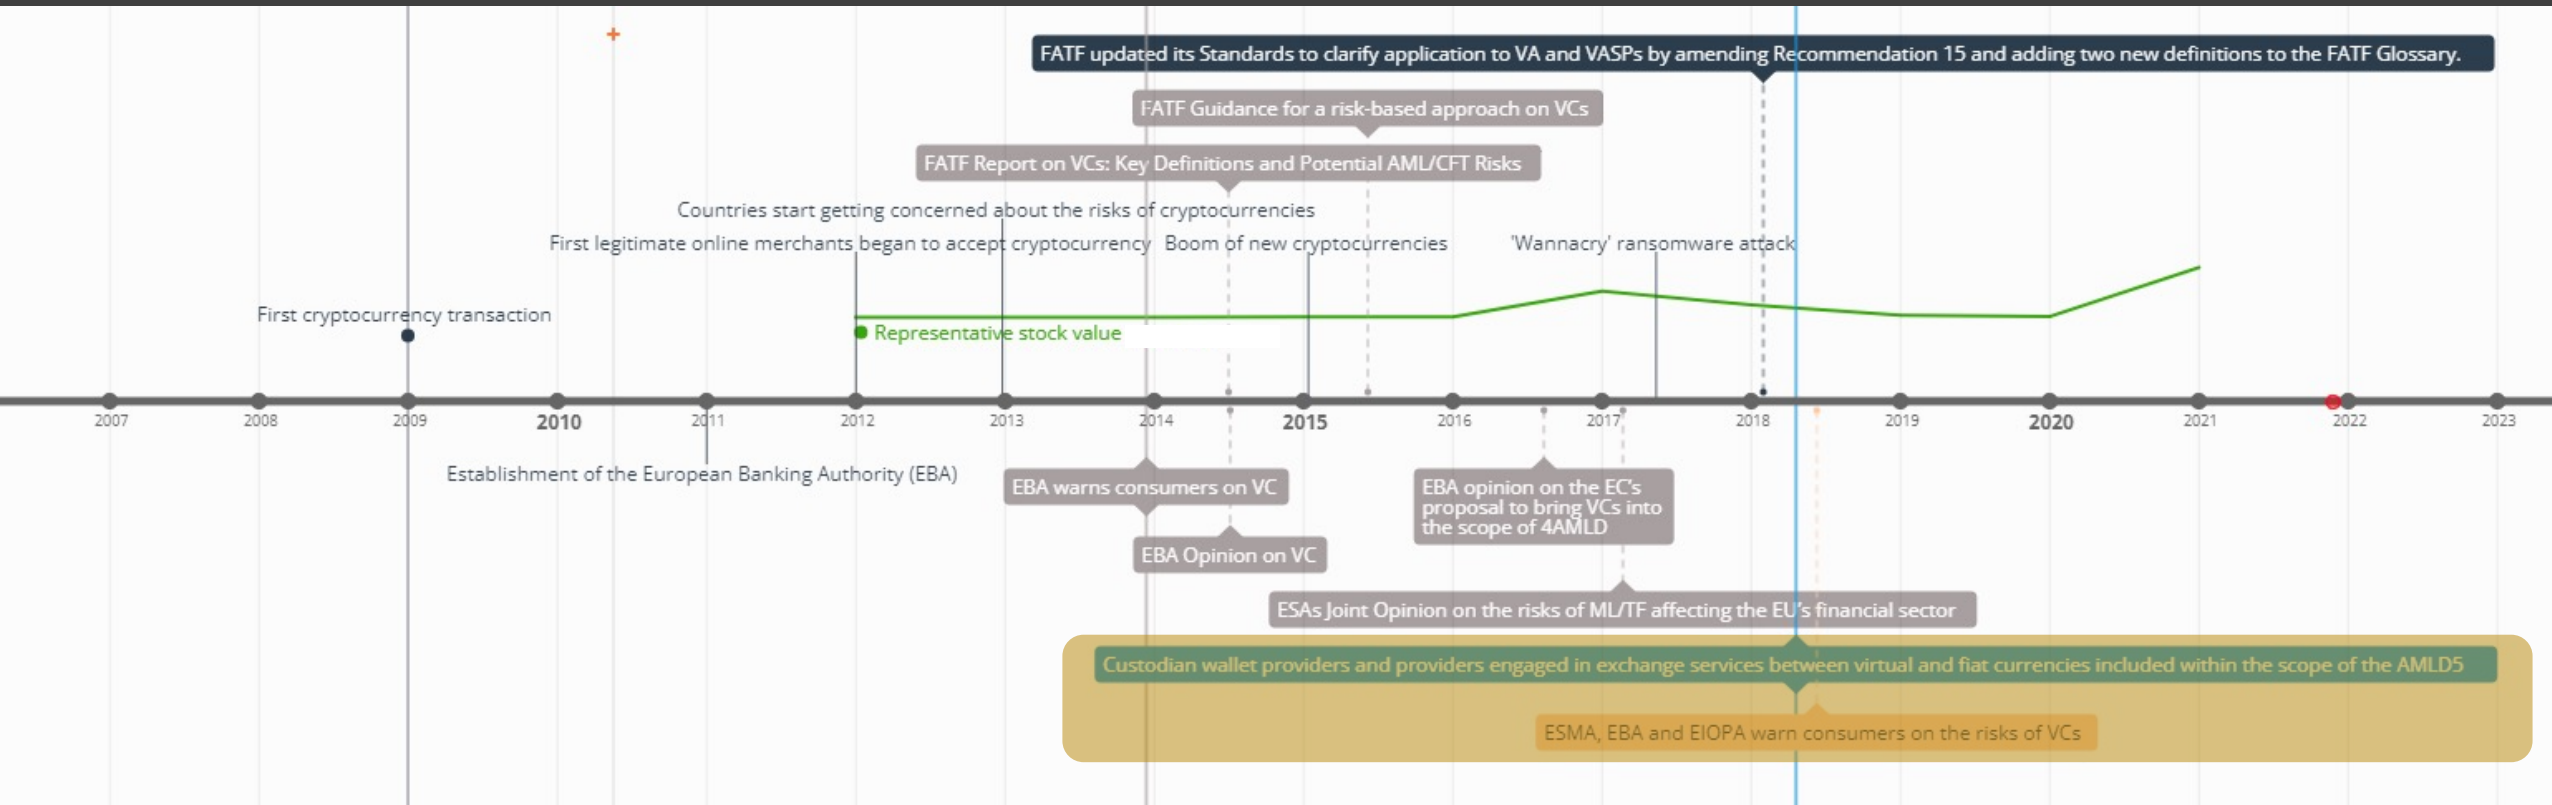 FATF updated its Standards to clarify application to VA and VASPs by amending Recommendation 15 and adding two new definitions to the FATF Glossary.
FATF Guidance for a risk-based approach on VCs
FATF Report on VCs: Key Definitions and Potential AML/CFT Risks
Countries start getting concerned about the risks of cryptocurrencies
First legitimate online merchants began to accept cryptocurrency
Boom of new cryptocurrencies
'Wannacry' ransomware attack
First cryptocurrency transaction
Representative stock value
2007 2008 2009 2010 2011 2012 2013 2014 2015 2016 2017 2018 2019 2020 2021 2022 2023
Establishment of the European Banking Authority (EBA)
EBA warns consumers on VC
EBA opinion on the EC's
proposal to bring VCs into
the scope of 4AMLD
EBA Opinion on VC
ESAs Joint Opinion on the risks of ML/TF affecting the EU's financial sector
Custodian wallet providers and providers engaged in exchange services between virtual and fiat currencies included within the scope of the AMLD5
ESMA, EBA and EIOPA warn consumers on the risks of VCs